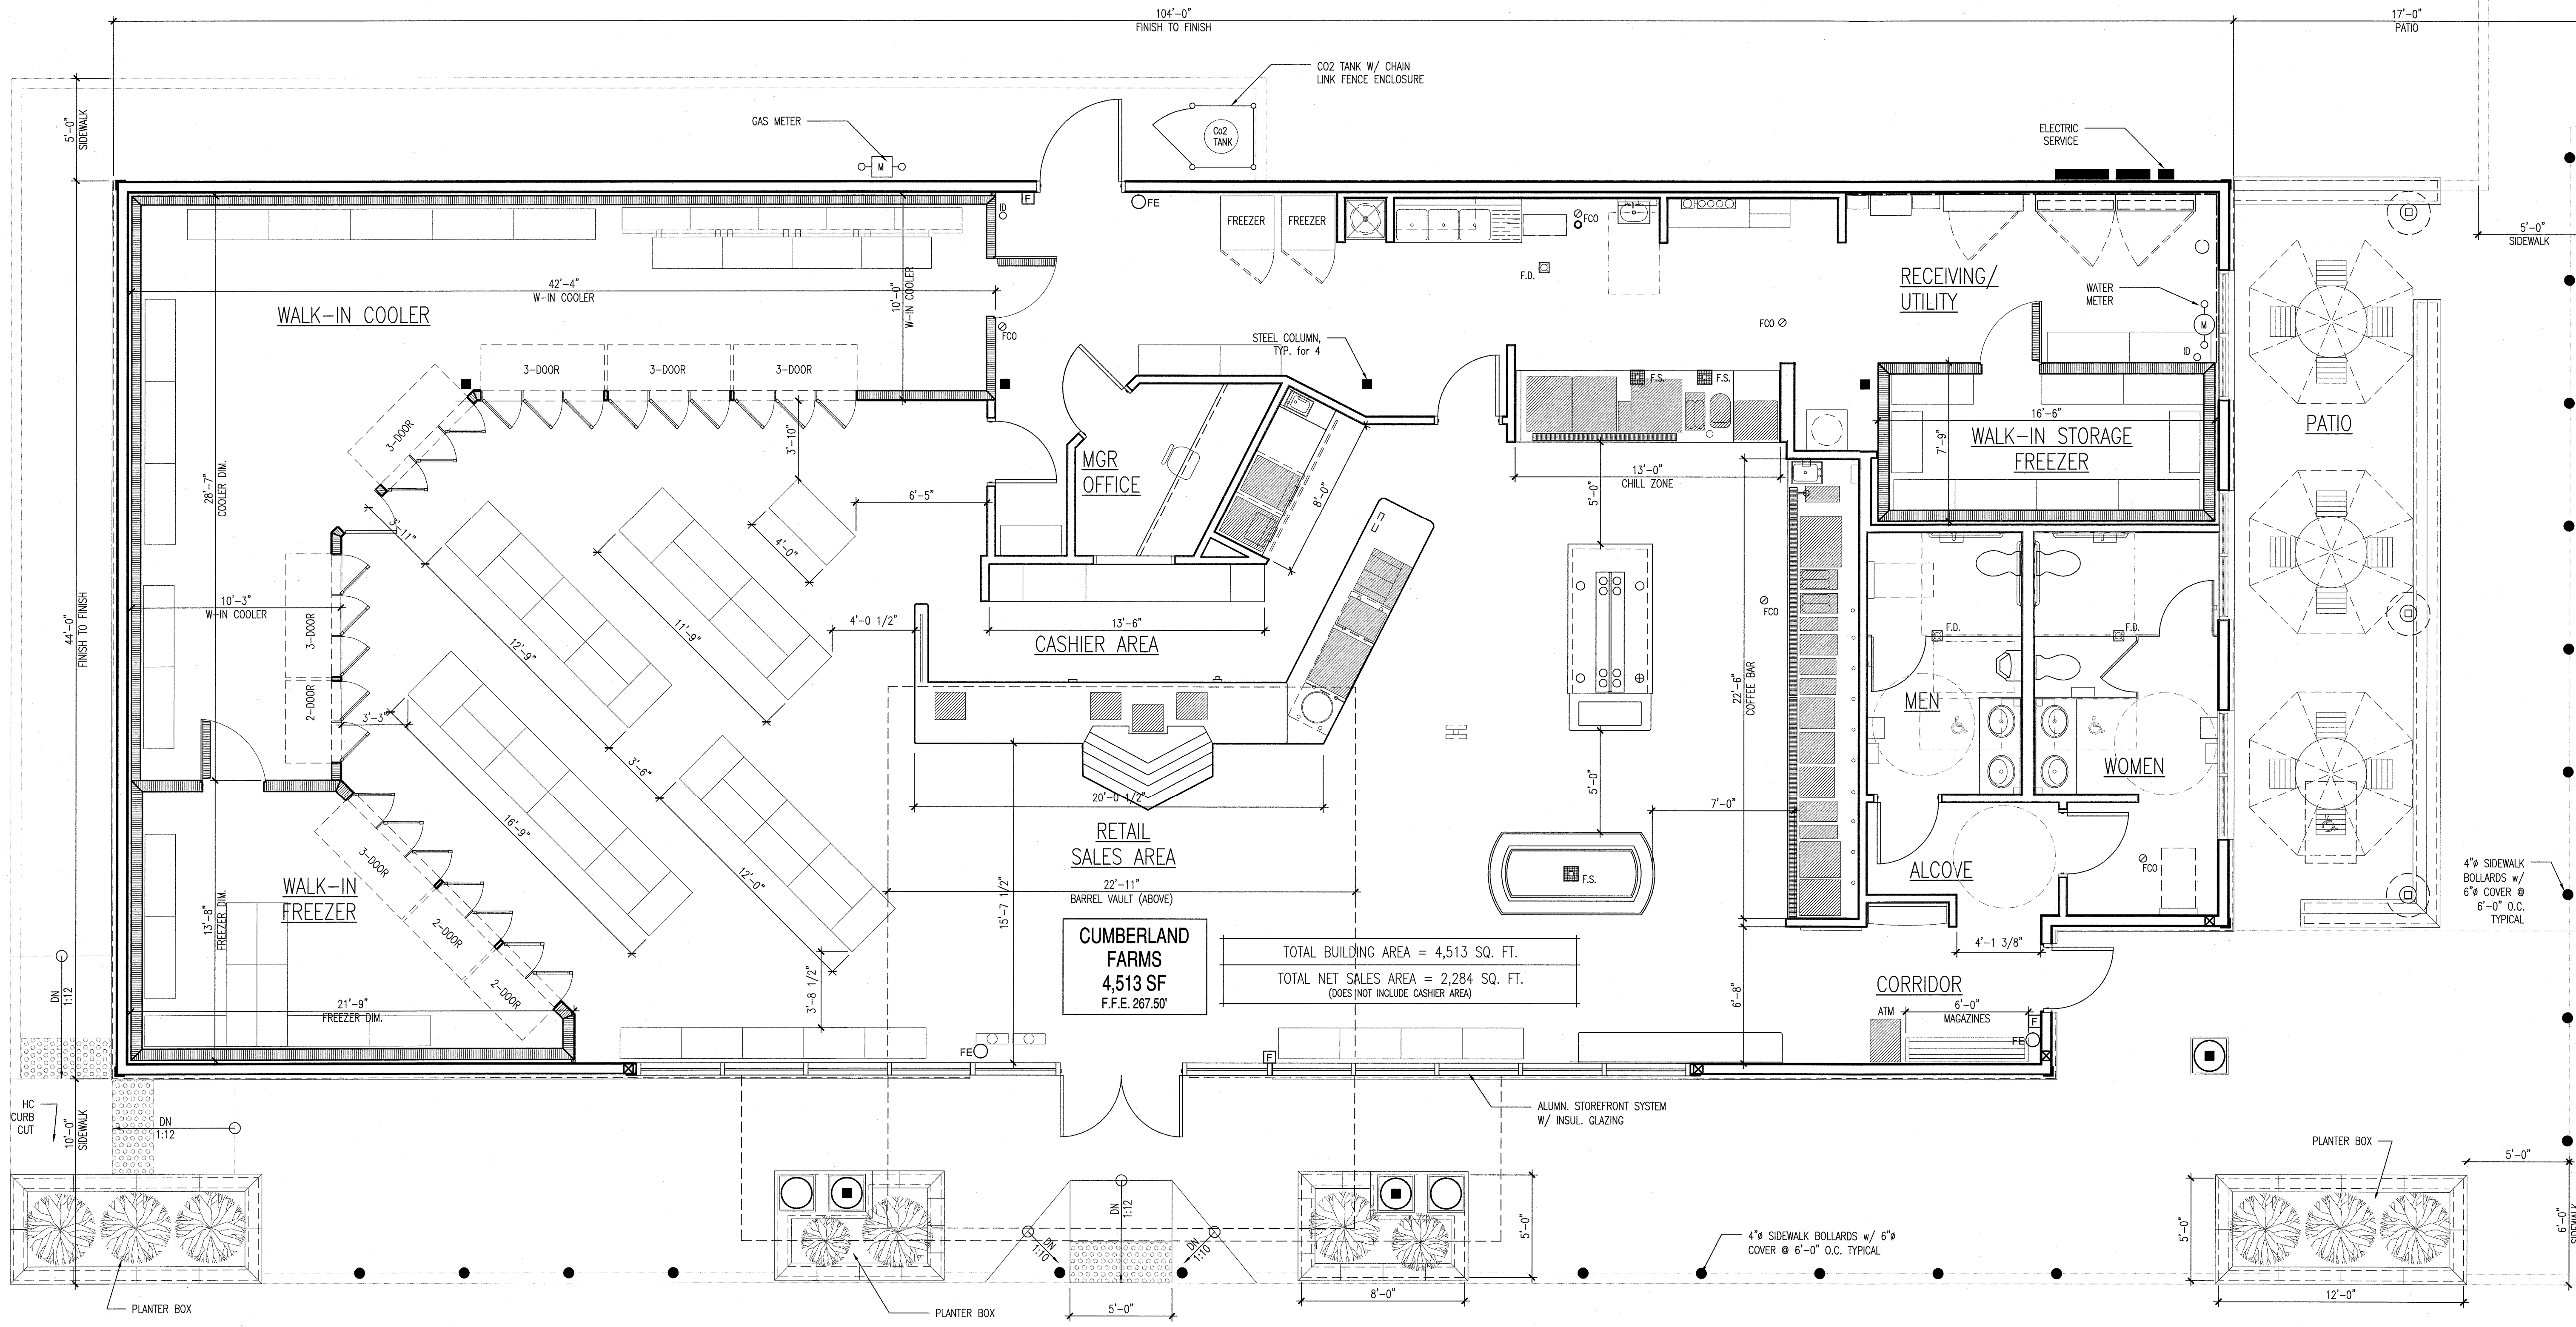 104'-0"
FINISH TO FINISH
17'-0"
PATIO
CO2 TANK W/ CHAIN
LINK FENCE ENCLOSURE
5'-0"
SIDEWALK
GAS METER
M
Co2
TANK
ELECTRIC
SERVICE
F
FE
ID
FREEZER
FREEZER
FCO
5'-0"
SIDEWALK
42'-4"
W-IN COOLER
10'-0"
W-IN COOLER
WALK-IN COOLER
F.D.
RECEIVING/
UTILITY
WATER
METER
M
ID
FCO
FCO
STEEL COLUMN,
TYP. for 4
3-DOOR
3-DOOR
3-DOOR
3-DOOR
F.S.
F.S.
16'-6"
WALK-IN STORAGE
FREEZER
7'-9"
PATIO
3'-10"
MGR
OFFICE
8'-0"
13'-0"
CHILL ZONE
5'-0"
28'-7"
COOLER DIM.
6'-5"
3'-11"
4'-0"
44'-0"
FINISH TO FINISH
10'-3"
W-IN COOLER
3-DOOR
2-DOOR
12'-9"
11'-9"
4'-0 1/2"
13'-6"
CASHIER AREA
FCO
F.D.
F.D.
22'-6"
COFFEE BAR
MEN
WOMEN
3'-3"
3'-6"
16'-9"
12'-0"
20'-0 1/2"
5'-0"
7'-0"
RETAIL
SALES AREA
3-DOOR
2-DOOR
2-DOOR
WALK-IN
FREEZER
13'-8"
FREEZER DIM.
22'-11"
BARREL VAULT (ABOVE)
15'-7 1/2"
F.S.
ALCOVE
FCO
4"ø SIDEWALK
BOLLARDS w/
6"ø COVER @
6'-0" O.C.
TYPICAL
CUMBERLAND
FARMS
4,513 SF
F.F.E. 267.50'
TOTAL BUILDING AREA = 4,513 SQ. FT.
TOTAL NET SALES AREA = 2,284 SQ. FT.
(DOES NOT INCLUDE CASHIER AREA)
4'-1 3/8"
CORRIDOR
6'-8"
3'-8 1/2"
21'-9"
FREEZER DIM.
DN
1:12
ATM
6'-0"
MAGAZINES
F
FE
FE
F
HC
CURB
CUT
10'-0"
SIDEWALK
DN
1:12
ALUMN. STOREFRONT SYSTEM
W/ INSUL. GLAZING
PLANTER BOX
5'-0"
DN
1:12
DN
1:10
DN
1:10
5'-0"
4"ø SIDEWALK BOLLARDS w/ 6"ø
COVER @ 6'-0" O.C. TYPICAL
5'-0"
6'-0"
SIDEWALK
PLANTER BOX
PLANTER BOX
5'-0"
8'-0"
12'-0"